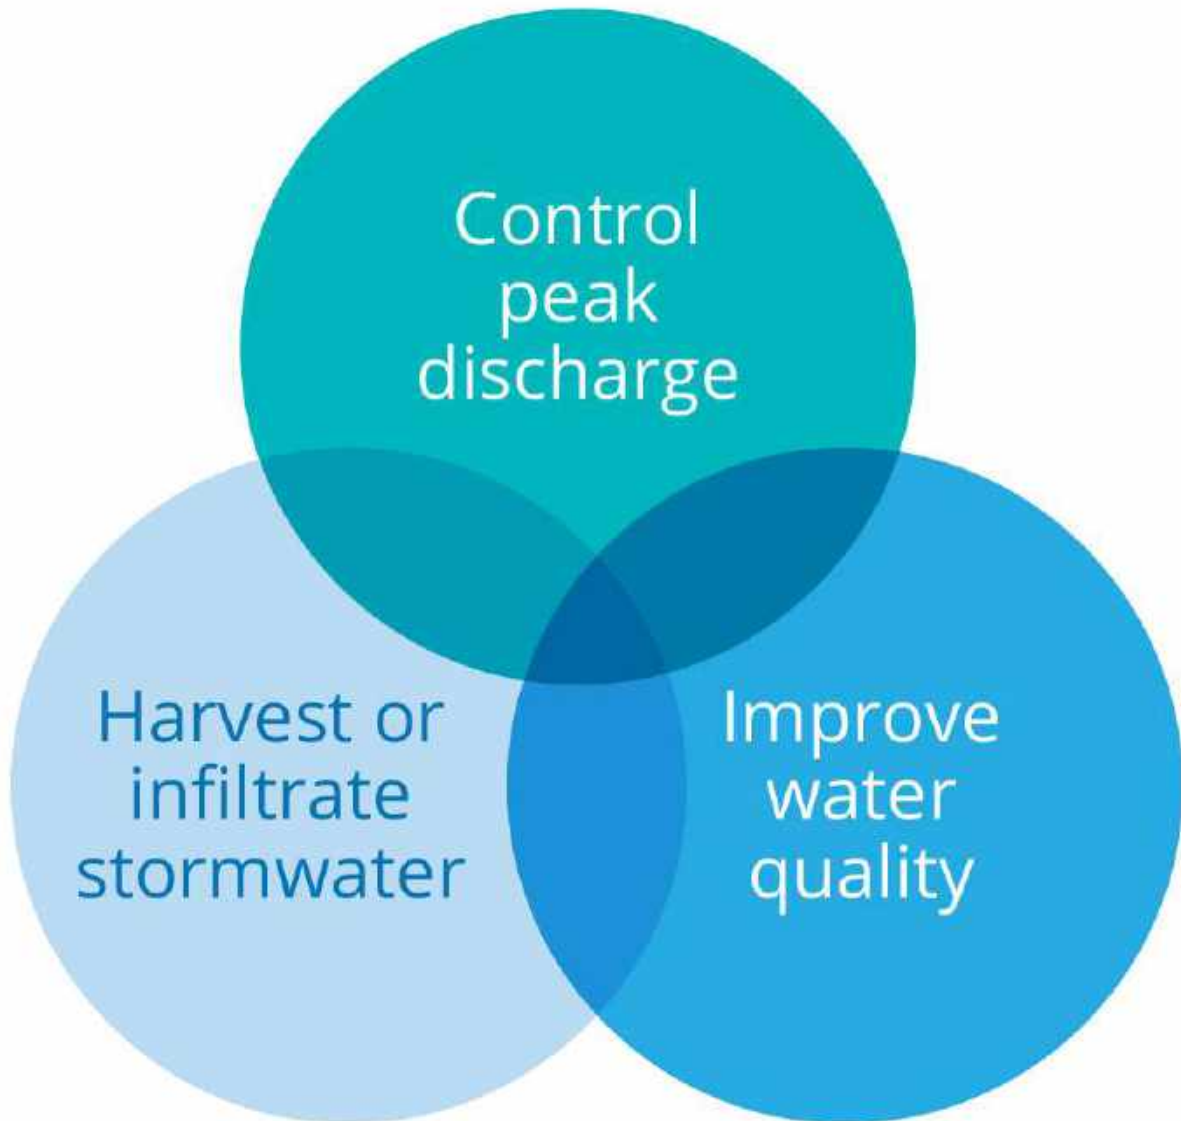 Control
peak
discharge
Harvest or
infiltrate
stormwater
Improve
water
quality